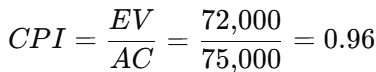 CPI = EV/AC = 72,000/75,000 = 0.96